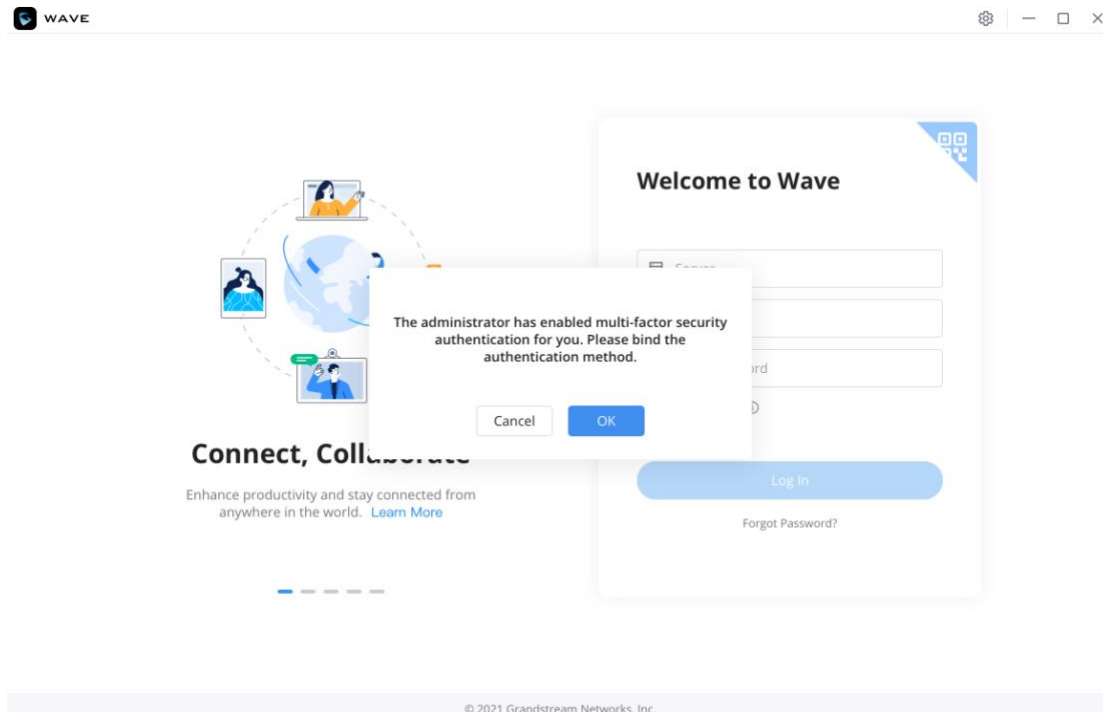 WAVE
Welcome to Wave
The administrator has enabled multi-factor security
authentication for you. Please bind the
authentication method.
Cancel
OK
Connect,
Enhance productivity and stay connected from
anywhere in the world. Learn More
Log In
Forgot Password?
© 2021 Grandstream Networks, Inc.